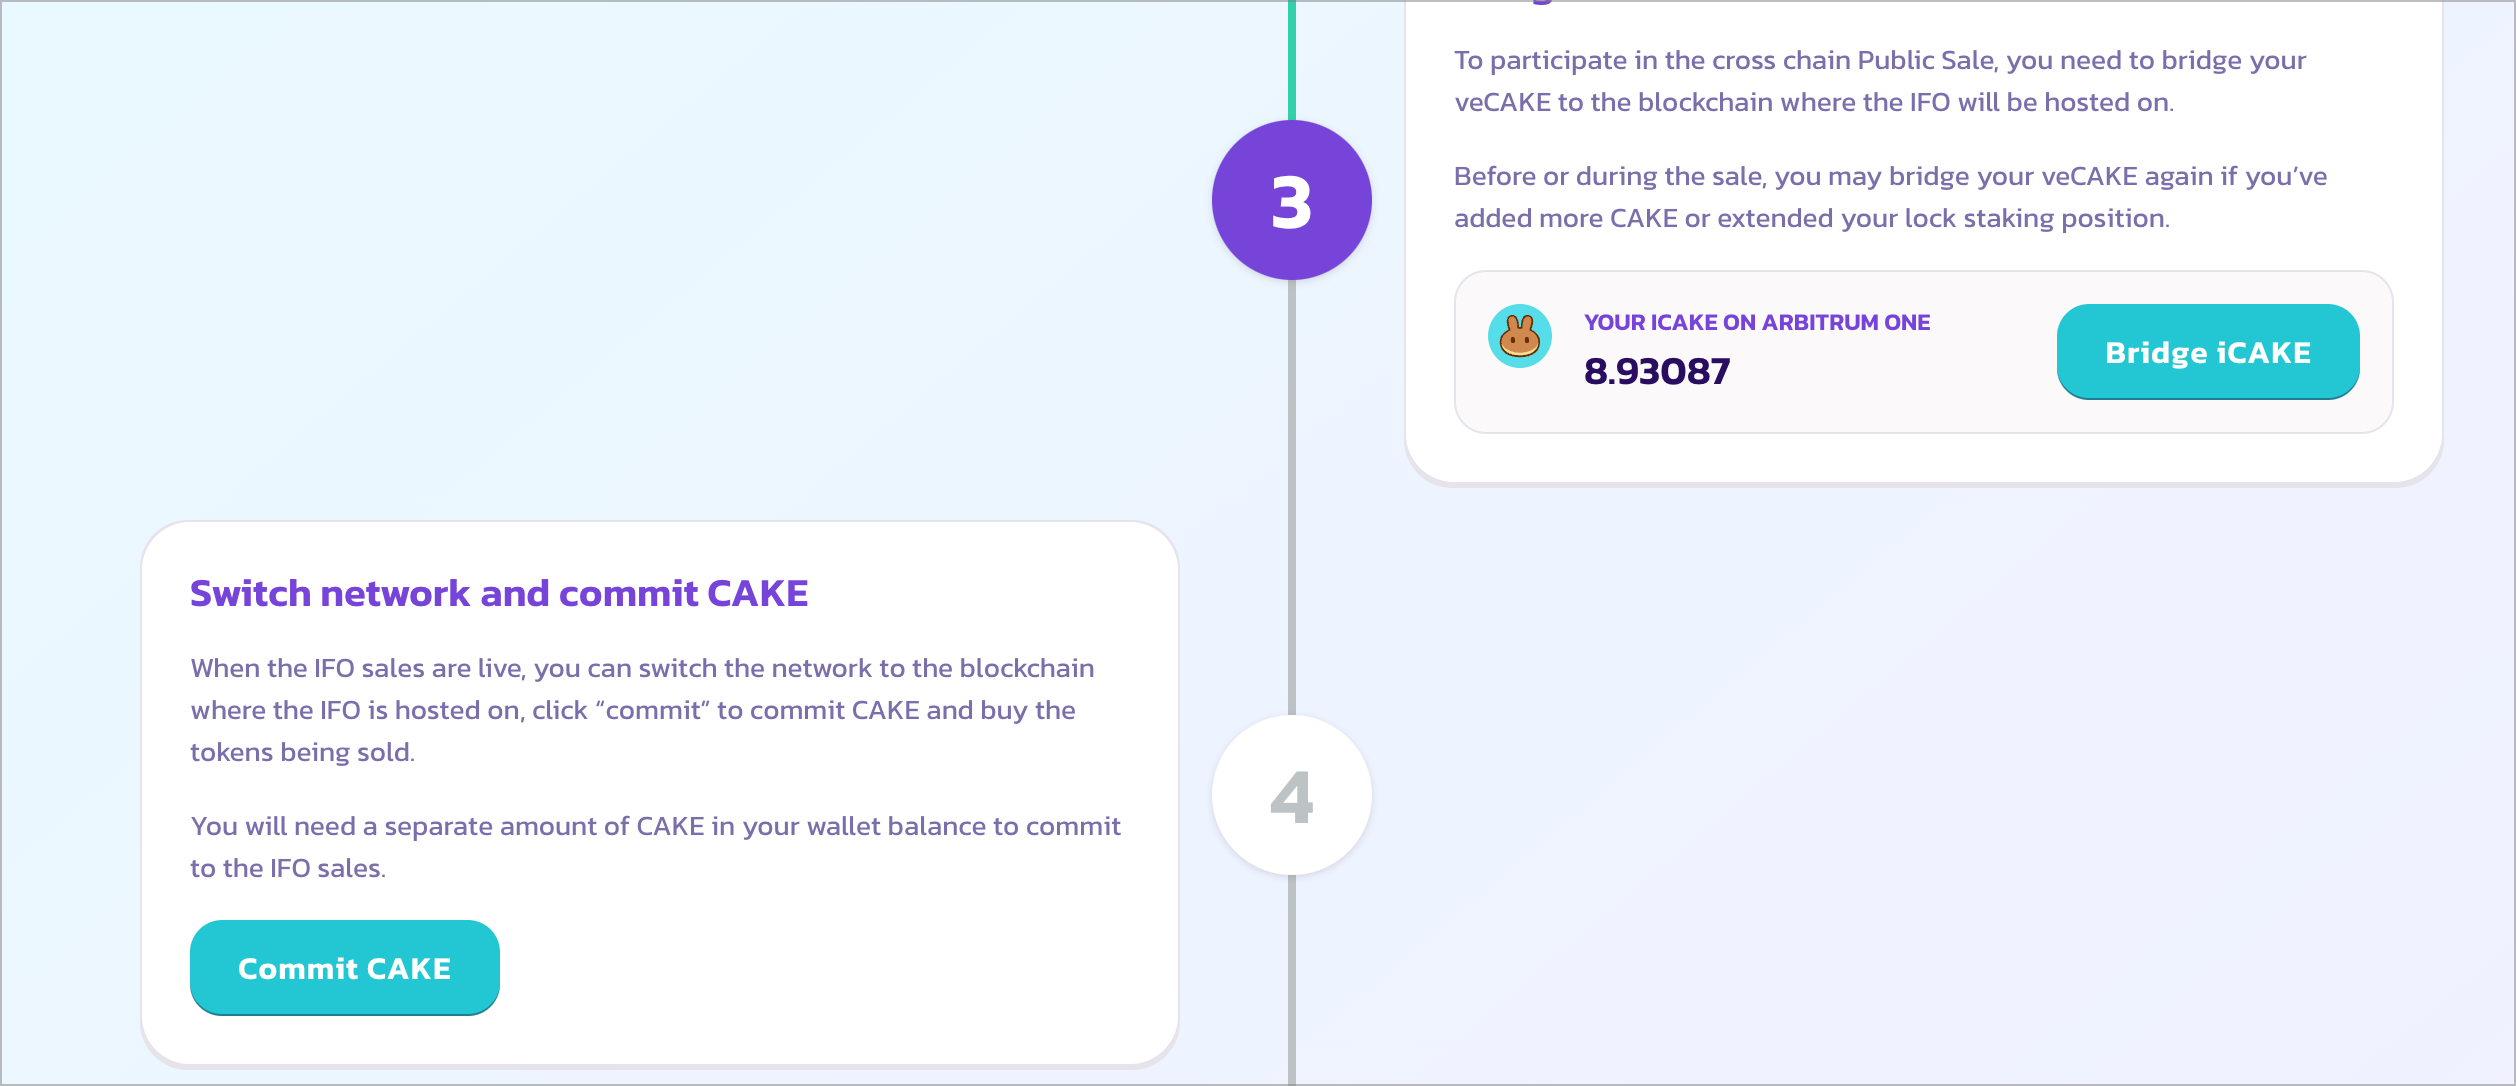 To participate in the cross chain Public Sale, you need to bridge your
veCAKE to the blockchain where the IFO will be hosted on.
Before or during the sale, you may bridge your veCAKE again if you’ve
added more CAKE or extended your lock staking position.
YOUR ICAKE ON ARBITRUM ONE
8.93087
Bridge iCAKE
3
Switch network and commit CAKE
When the IFO sales are live, you can switch the network to the blockchain
where the IFO is hosted on, click “commit” to commit CAKE and buy the
tokens being sold.
You will need a separate amount of CAKE in your wallet balance to commit
to the IFO sales.
Commit CAKE
4